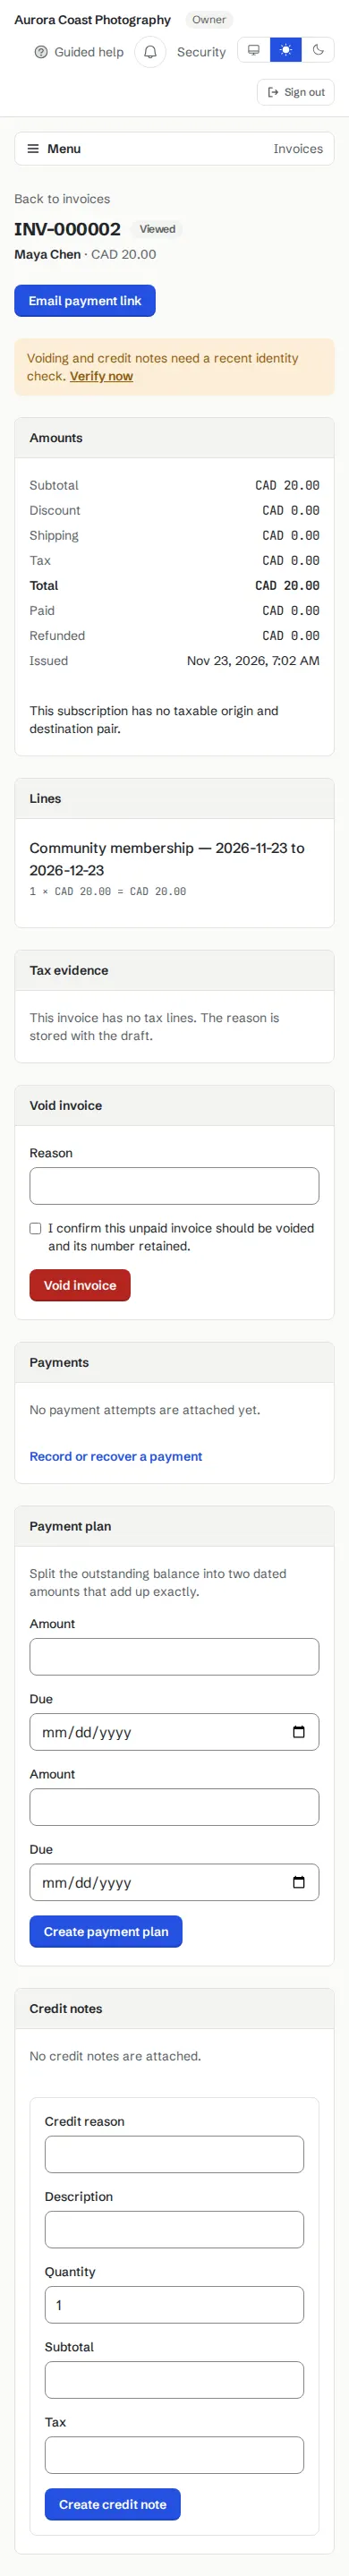 Aurora Coast Photography Owner
Guided help Security
Sign out
Menu Invoices
Back to invoices
INV-000002 Viewed
Maya Chen · CAD 20.00
Email payment link
Voiding and credit notes need a recent identity
check. Verify now
Amounts
Subtotal CAD 20.00
Discount CAD 0.00
Shipping CAD 0.00
Tax CAD 0.00
Total CAD 20.00
Paid CAD 0.00
Refunded CAD 0.00
Issued Nov 23, 2026, 7:02 AM
This subscription has no taxable origin and
destination pair.
Lines
Community membership — 2026-11-23 to
2026-12-23
1 × CAD 20.00 = CAD 20.00
Tax evidence
This invoice has no tax lines. The reason is
stored with the draft.
Void invoice
Reason
I confirm this unpaid invoice should be voided
and its number retained.
Void invoice
Payments
No payment attempts are attached yet.
Record or recover a payment
Payment plan
Split the outstanding balance into two dated
amounts that add up exactly.
Amount
Due
mm/dd/yyyy
Amount
Due
mm/dd/yyyy
Create payment plan
Credit notes
No credit notes are attached.
Credit reason
Description
Quantity
1
Subtotal
Tax
Create credit note